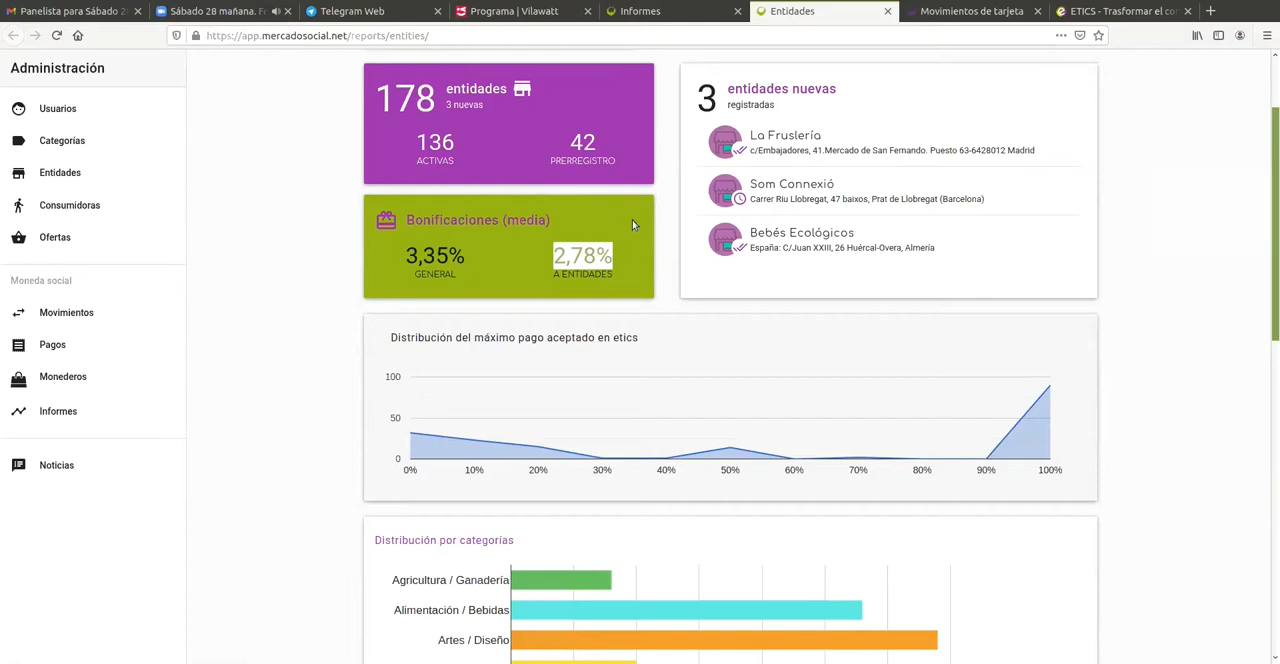 Panelista para Sábado 28
Sábado 28 mañana. F
Telegram Web
Programa | Vilawatt
Informes
Entidades
Movimientos de tarjeta
ETICS - Trasformar el co
https://app.mercadosocial.net/reports/entities/
Administración
Usuarios
Categorías
Entidades
Consumidoras
Ofertas
Moneda social
Movimientos
Pagos
Monederos
Informes
Noticias
178 entidades
3 nuevas
136
ACTIVAS
42
PRERREGISTRO
Bonificaciones (media)
3,35%
GENERAL
2,78%
A ENTIDADES
3 entidades nuevas
registradas
La Fruslería
c/Embajadores, 41.Mercado de San Fernando. Puesto 63-6428012 Madrid
Som Connexió
Carrer Riu Llobregat, 47 baixos, Prat de Llobregat (Barcelona)
Bebés Ecológicos
España: C/Juan XXIII, 26 Huércal-Overa, Almería
Distribución del máximo pago aceptado en etics
100
50
0
0% 10% 20% 30% 40% 50% 60% 70% 80% 90% 100%
Distribución por categorías
Agricultura / Ganadería
Alimentación / Bebidas
Artes / Diseño